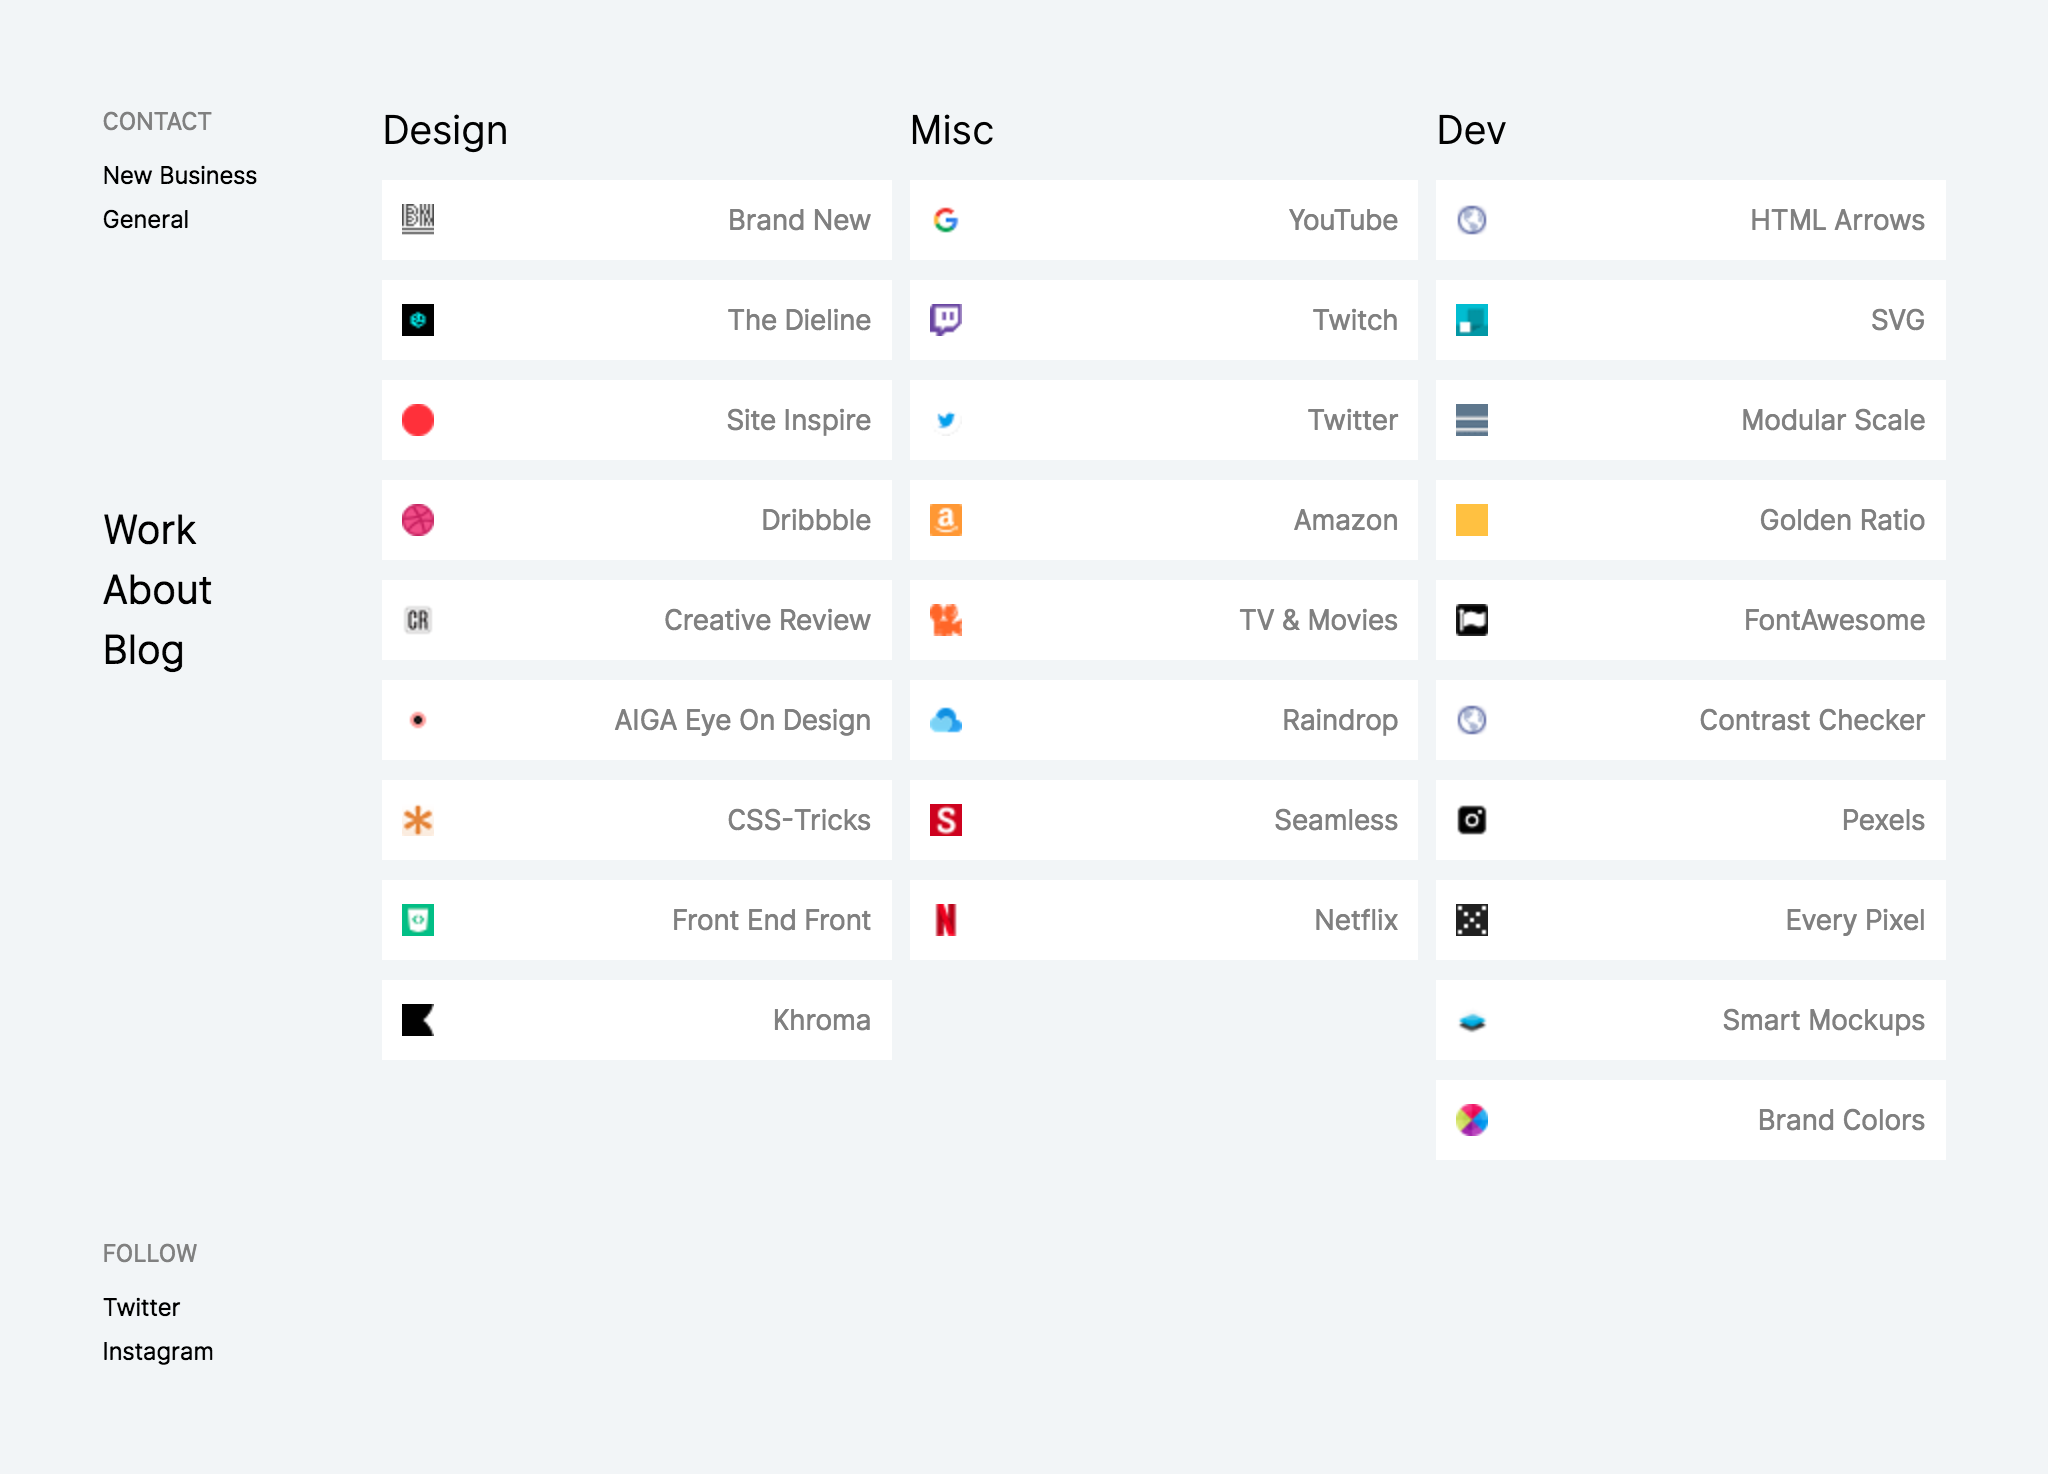 CONTACT
New Business
General
Work
About
Blog
FOLLOW
Twitter
Instagram
Design
Brand New
The Dieline
Site Inspire
Dribbble
CR
Creative Review
AIGA Eye On Design
CSS-Tricks
Front End Front
Khroma
Misc
YouTube
Twitch
Twitter
Amazon
TV & Movies
Raindrop
Seamless
Netflix
Dev
HTML Arrows
SVG
Modular Scale
Golden Ratio
FontAwesome
Contrast Checker
Pexels
Every Pixel
Smart Mockups
Brand Colors